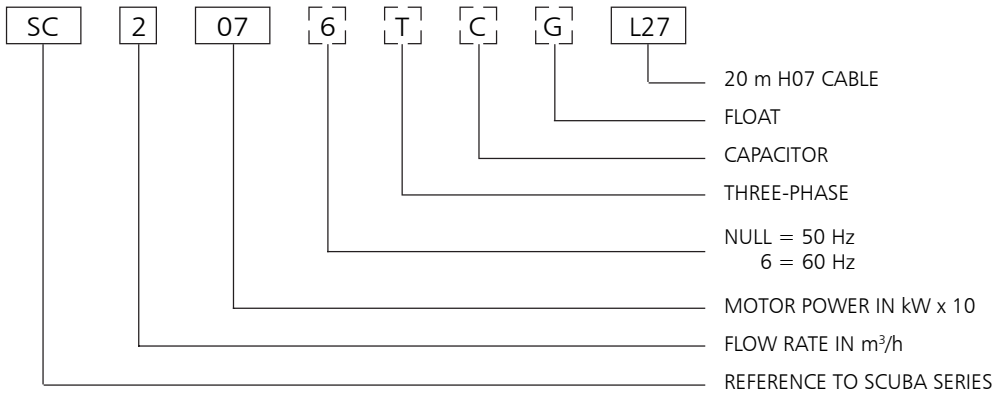 SC 2 07 6 T C G L27
20 m H07 CABLE
FLOAT
CAPACITOR
THREE-PHASE
NULL = 50 Hz
6 = 60 Hz
MOTOR POWER IN kW x 10
FLOW RATE IN m³/h
REFERENCE TO SCUBA SERIES